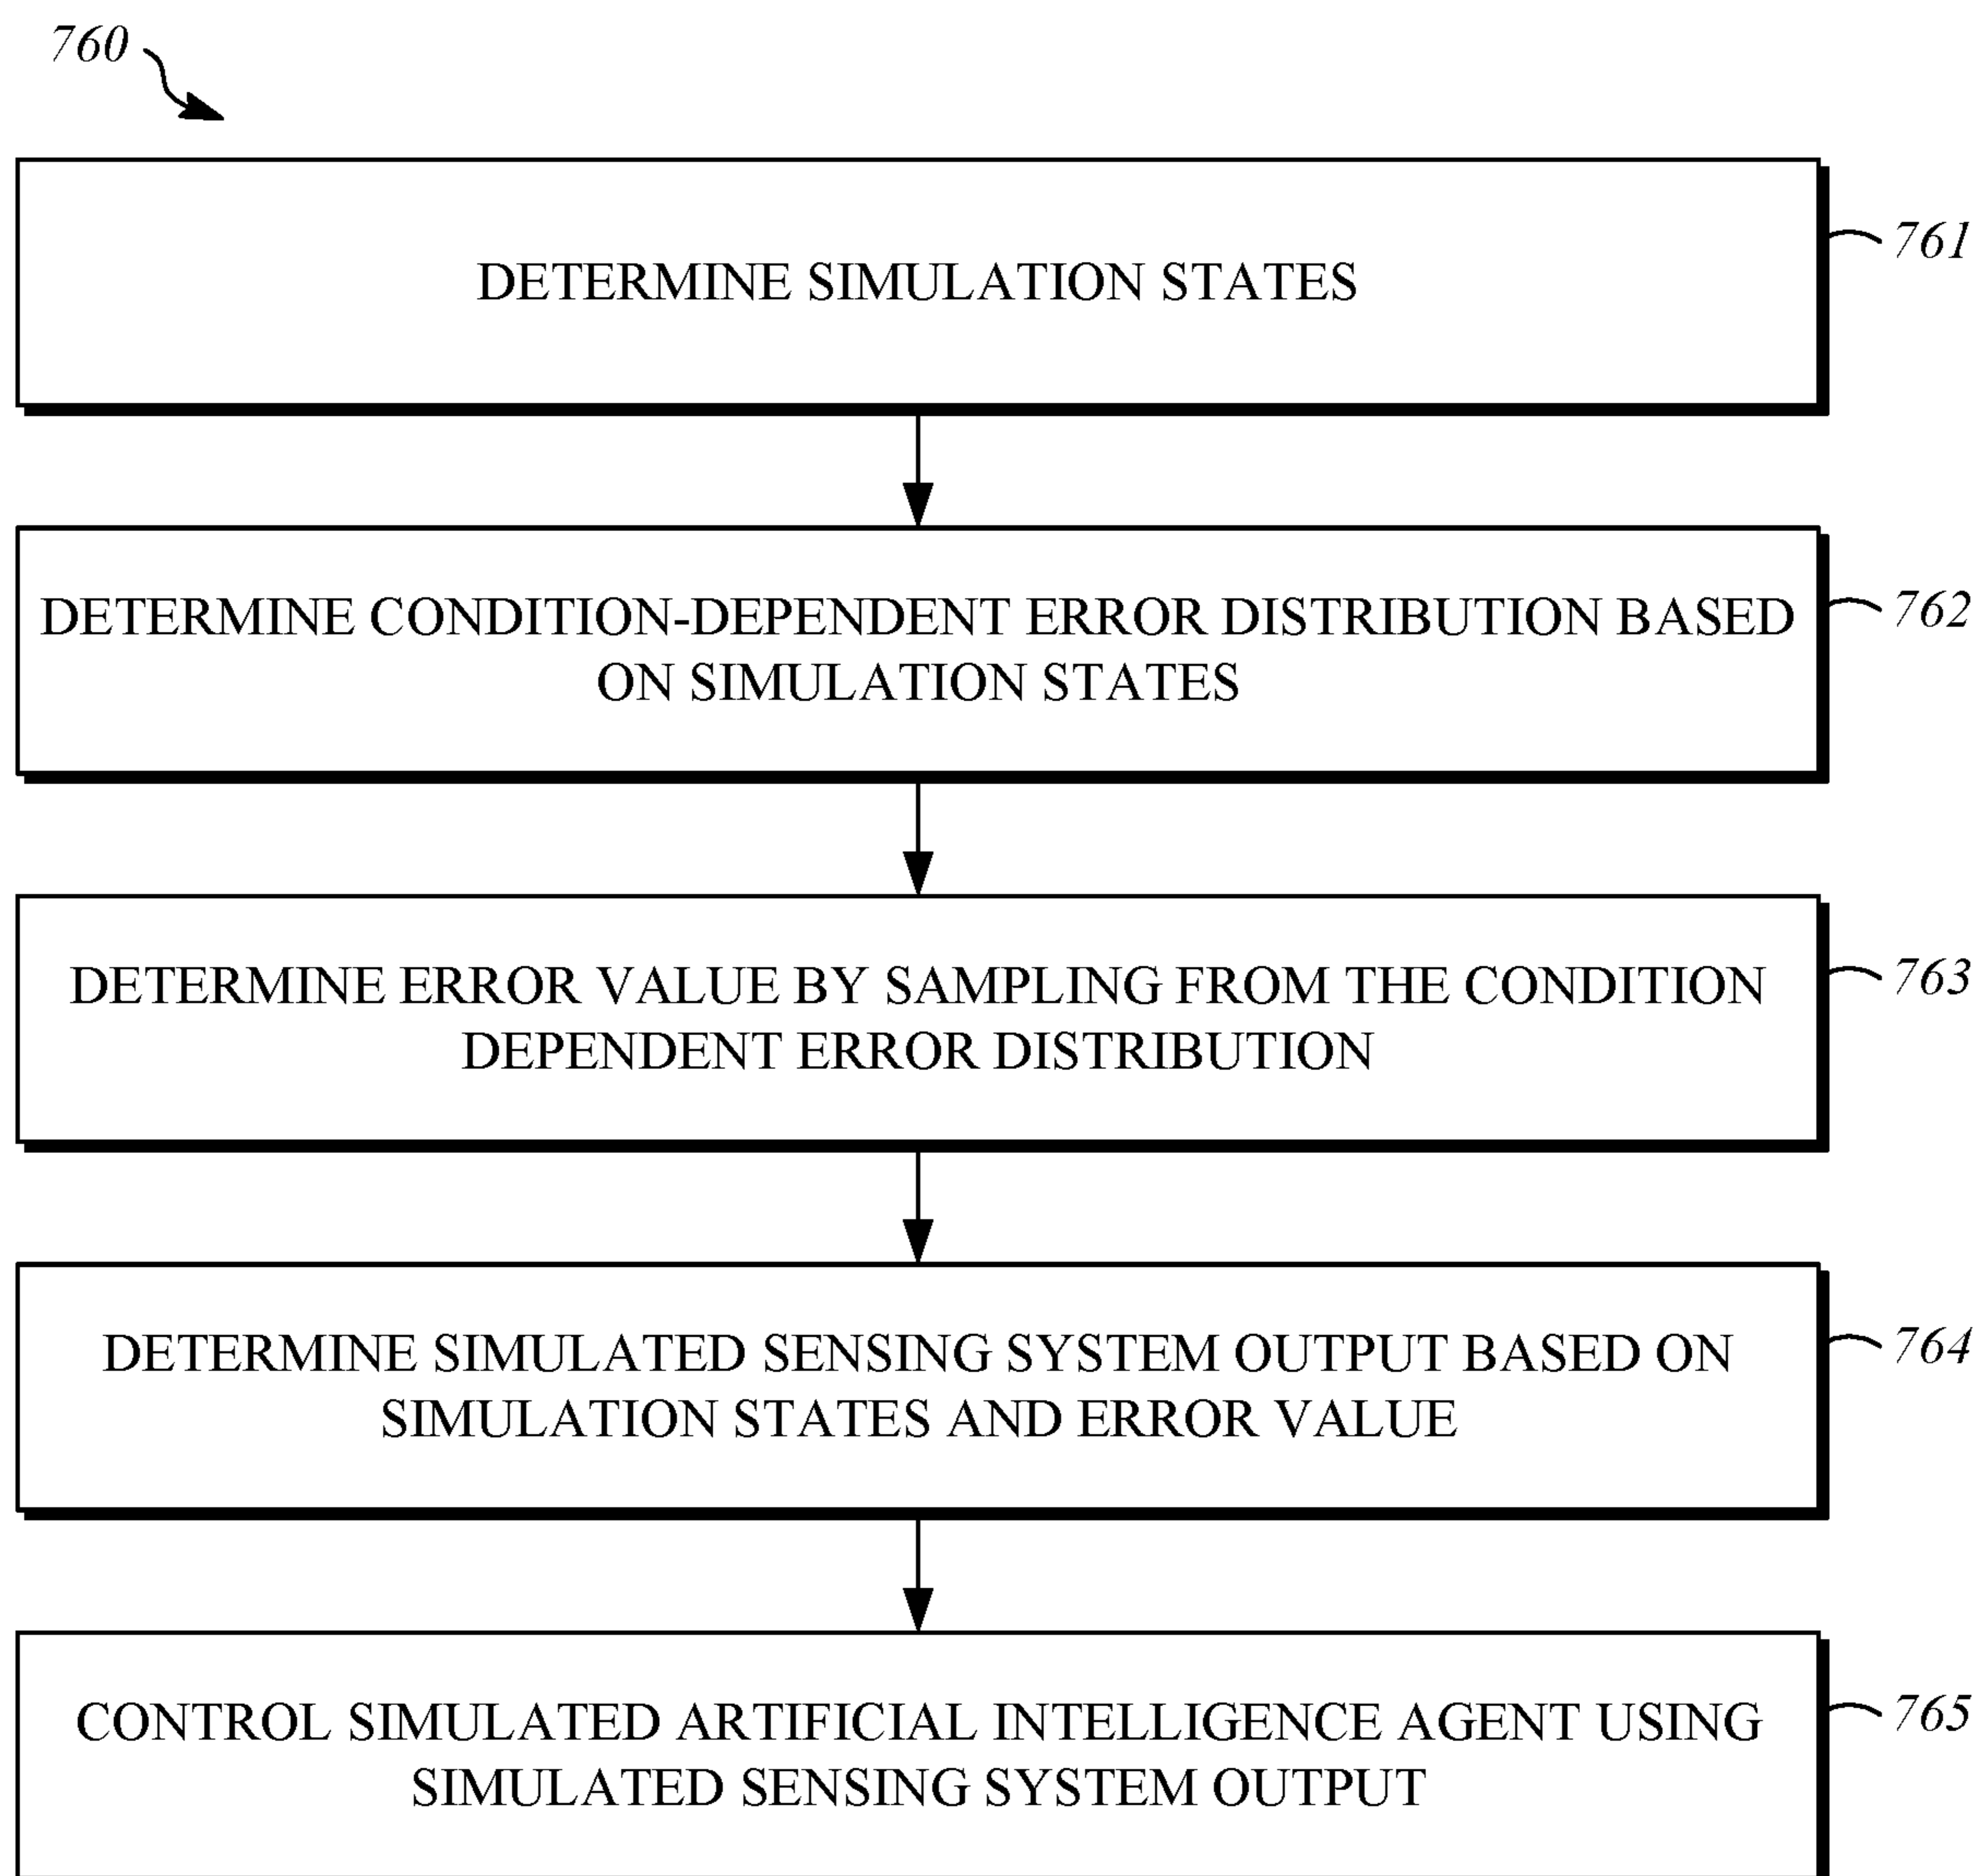 760
DETERMINE SIMULATION STATES
761
DETERMINE CONDITION-DEPENDENT ERROR DISTRIBUTION BASED
ON SIMULATION STATES
762
DETERMINE ERROR VALUE BY SAMPLING FROM THE CONDITION
DEPENDENT ERROR DISTRIBUTION
763
DETERMINE SIMULATED SENSING SYSTEM OUTPUT BASED ON
SIMULATION STATES AND ERROR VALUE
764
CONTROL SIMULATED ARTIFICIAL INTELLIGENCE AGENT USING
SIMULATED SENSING SYSTEM OUTPUT
765